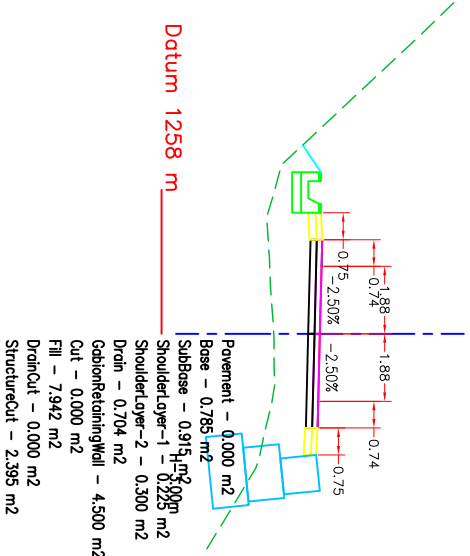 Datum 1258 m
0.75
0.74
1.88
-2.50%
-2.50%
1.88
0.74
0.75
H=3.00m
Pavement - 0.000 m2
Base - 0.785 m2
SubBase - 0.915 m2
ShoulderLayer-1 - 0.225 m2
ShoulderLayer-2 - 0.300 m2
Drain - 0.704 m2
GabionRetainingWall - 4.500 m2
Cut - 0.000 m2
Fill - 7.942 m2
DrainCut - 0.000 m2
StructureCut - 2.395 m2